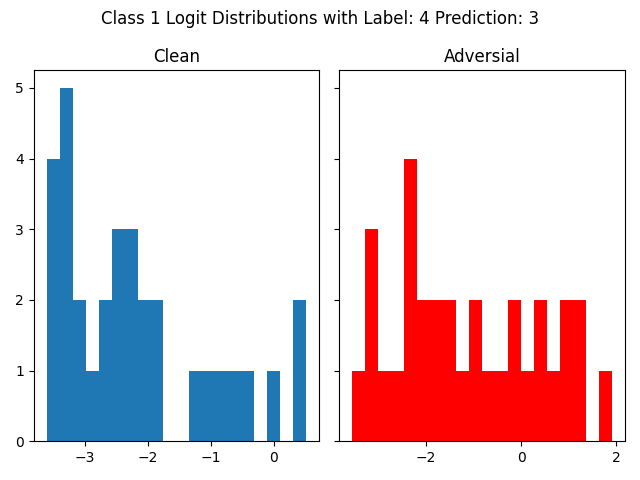 Class 1 Logit Distributions with Label: 4 Prediction: 3
Clean
Adversial
5
4
3
2
1
0
−3 −2 −1 0
−2 0 2